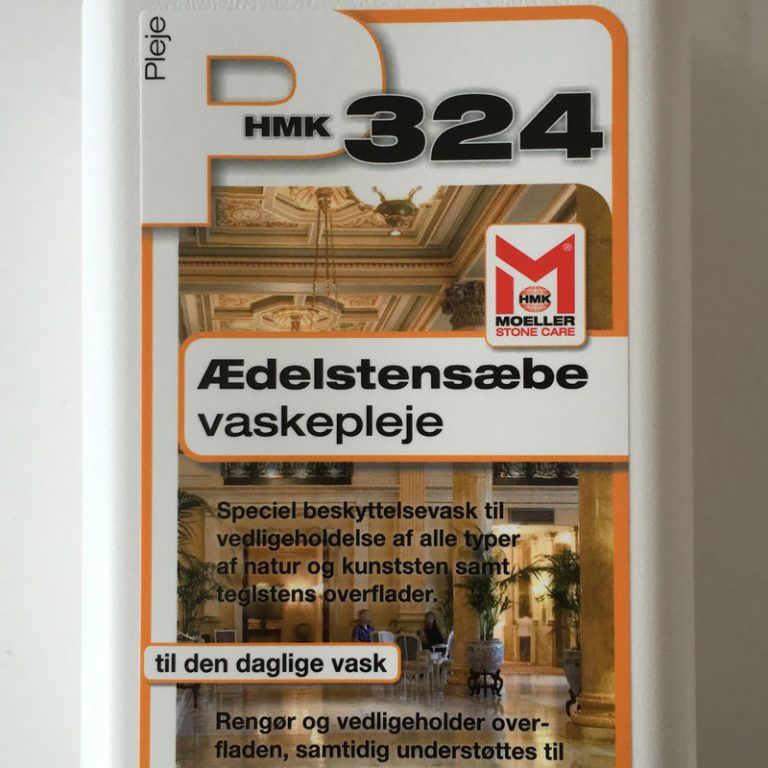 Pleje
P
HMK 324
M®
HMK
MOELLER
STONE CARE
Ædelstensæbe
vaskepleje
Speciel beskyttelsevask til
vedligeholdelse af alle typer
af natur og kunststen samt
teglstens overflader.
til den daglige vask
Rengør og vedligeholder over-
fladen, samtidig understøttes til